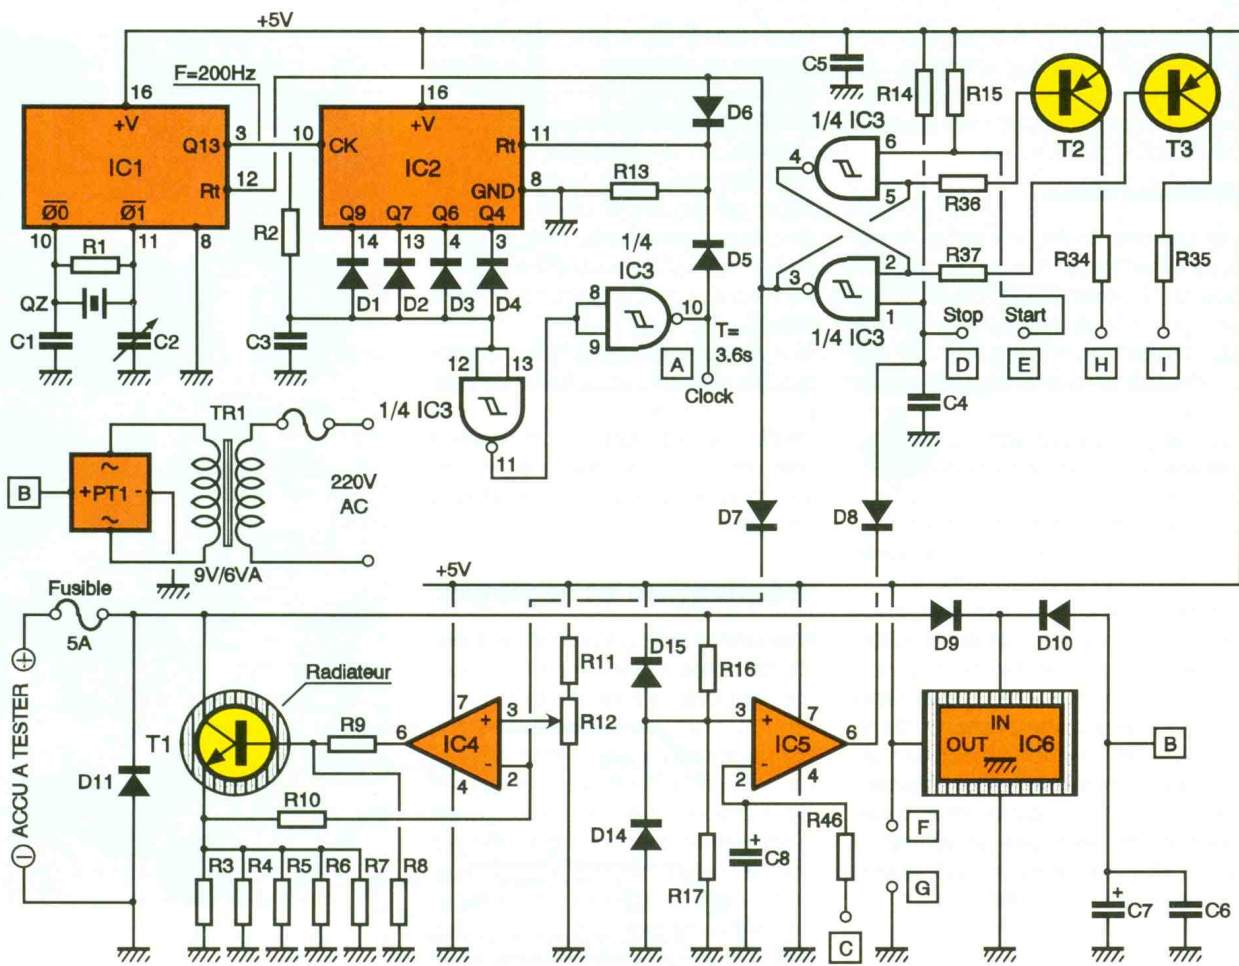 +5V
F=200Hz
16
+V
Q13
3
IC1
Rt
12
Ø0
Ø1
10
11
8
R1
QZ
C1
C2
10
CK
16
+V
IC2
Rt
11
GND
8
Q9
Q7
Q6
Q4
14
13
4
3
R2
D1
D2
D3
D4
C3
12
13
1/4 IC3
11
D6
R13
1/4
IC3
D5
8
9
10
A
T=
3.6s
Clock
C5
R14
R15
1/4 IC3
4
6
5
R36
T2
T3
3
2
1
R37
1/4 IC3
R34
R35
Stop
Start
D
E
H
I
C4
TR1
B
~
+PT1-
~
220V
AC
9V/6VA
D7
D8
+5V
Fusible
5A
ACCU A TESTER
+
-
Radiateur
T1
D11
R9
R10
R3
R4
R5
R6
R7
R8
6
7
IC4
+
3
-
2
4
R11
R12
D15
D14
R16
R17
3
+
7
IC5
6
-
2
4
+
C8
R46
C
D9
D10
IN
OUT
IC6
B
F
G
+
C7
C6